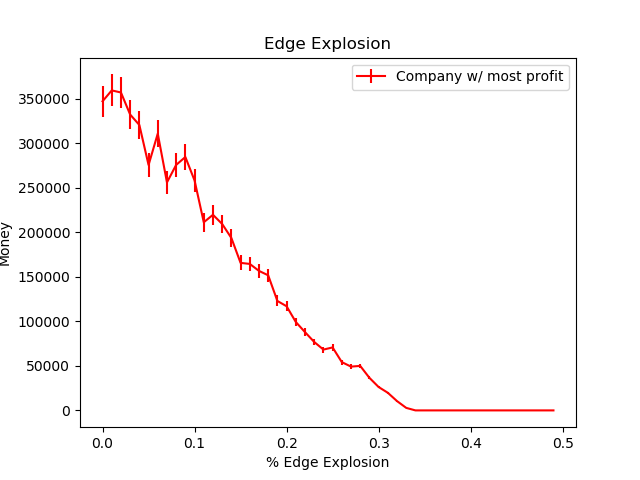 Edge Explosion
Company w/ most profit
Money
350000
300000
250000
200000
150000
100000
50000
0
0.0 0.1 0.2 0.3 0.4 0.5
% Edge Explosion